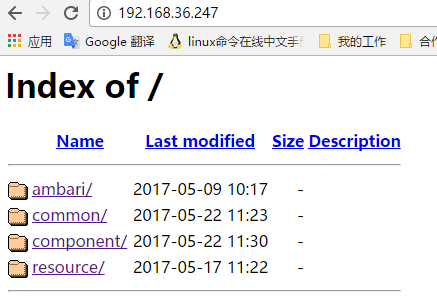 192.168.36.247
应用 Google 翻译 linux命令在线中文手 我的工作 合
Index of /
Name Last modified Size Description
ambari/ 2017-05-09 10:17 -
common/ 2017-05-22 11:23 -
component/ 2017-05-22 11:30 -
resource/ 2017-05-17 11:22 -